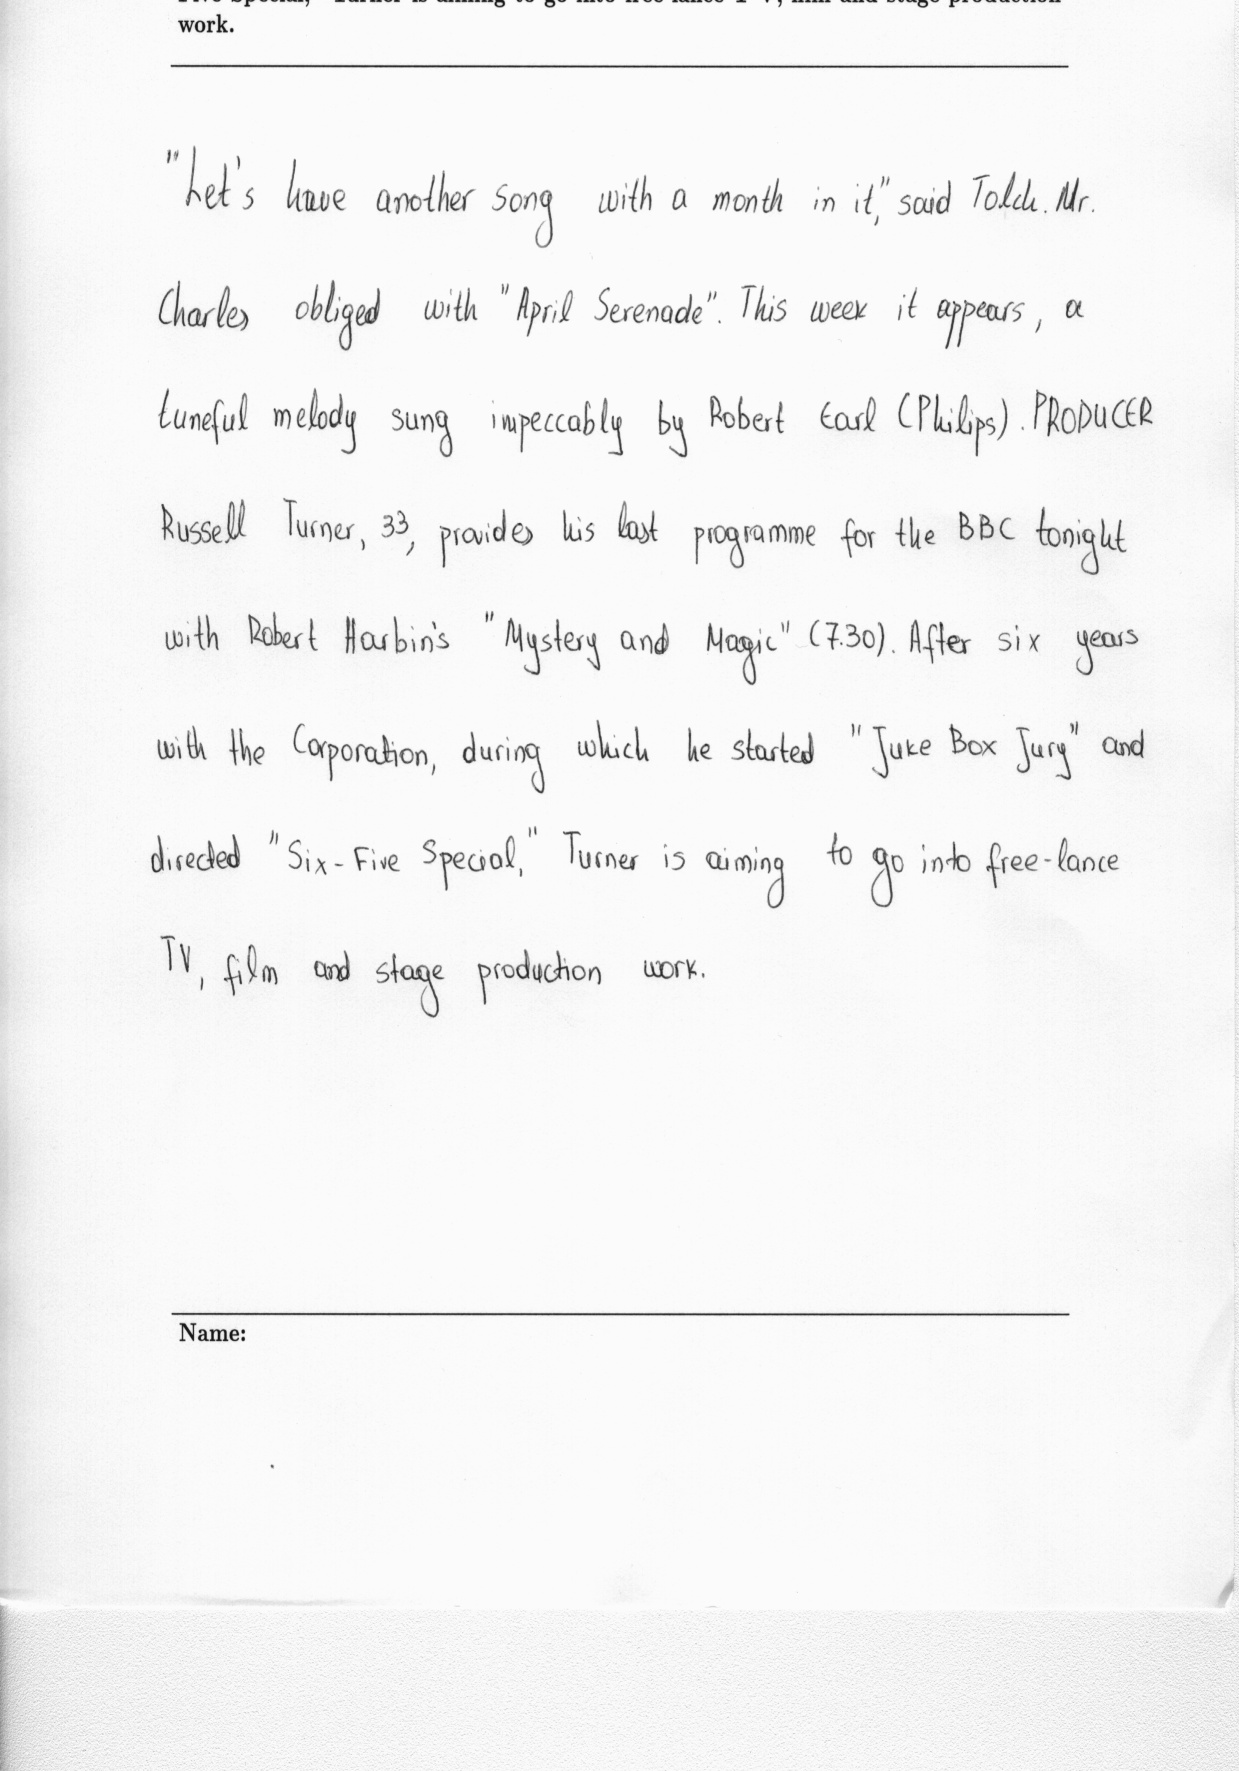 Five Special," Turner is aiming to go into free-lance T V, film and stage production
work.
"Let's have another song with a month in it," said Tolch. Mr.
Charles obliged with "April Serenade". This week it appears, a
tuneful melody sung impeccably by Robert Earl (Philips). PRODUCER
Russell Turner, 33, provides his last programme for the BBC tonight
with Robert Harbin's "Mystery and Magic" (7.30). After six years
with the Corporation, during which he started "Juke Box Jury" and
directed "Six-Five Special," Turner is aiming to go into free-lance
TV, film and stage production work.
Name: